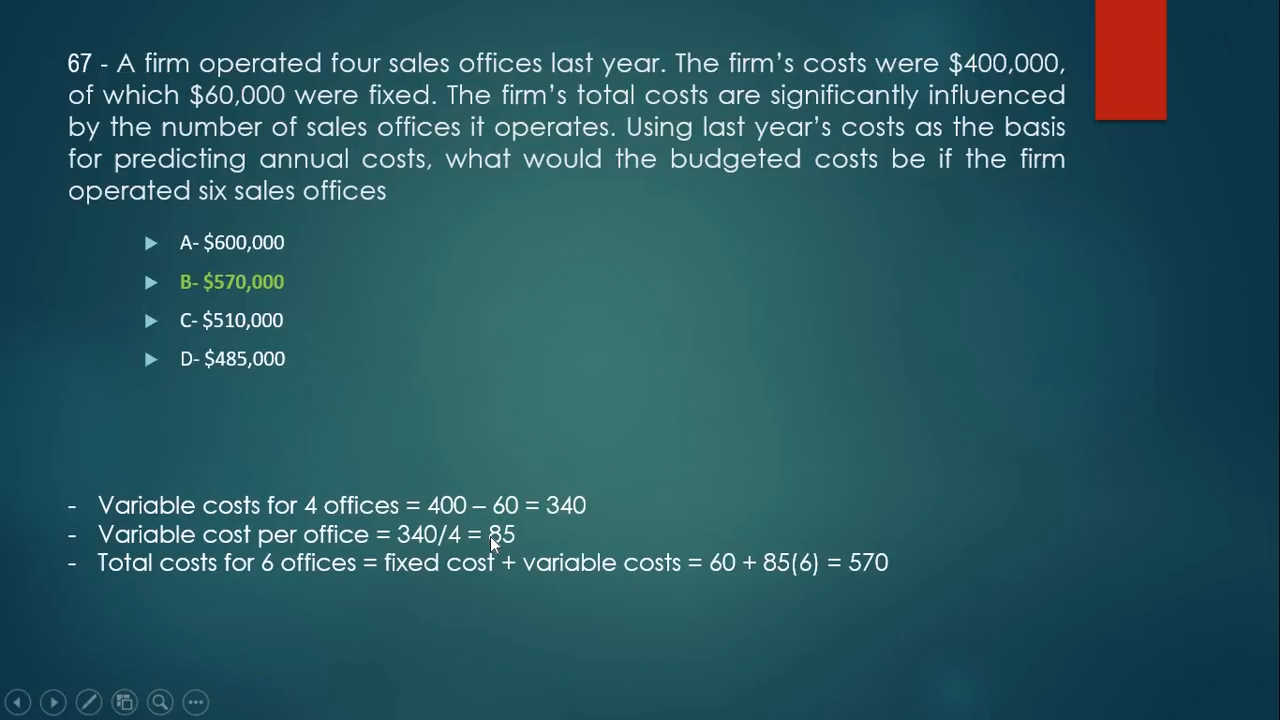 67 - A firm operated four sales offices last year. The firm’s costs were $400,000,
of which $60,000 were fixed. The firm’s total costs are significantly influenced
by the number of sales offices it operates. Using last year’s costs as the basis
for predicting annual costs, what would the budgeted costs be if the firm
operated six sales offices
A- $600,000
B- $570,000
C- $510,000
D- $485,000
- Variable costs for 4 offices = 400 – 60 = 340
- Variable cost per office = 340/4 = 85
- Total costs for 6 offices = fixed cost + variable costs = 60 + 85(6) = 570